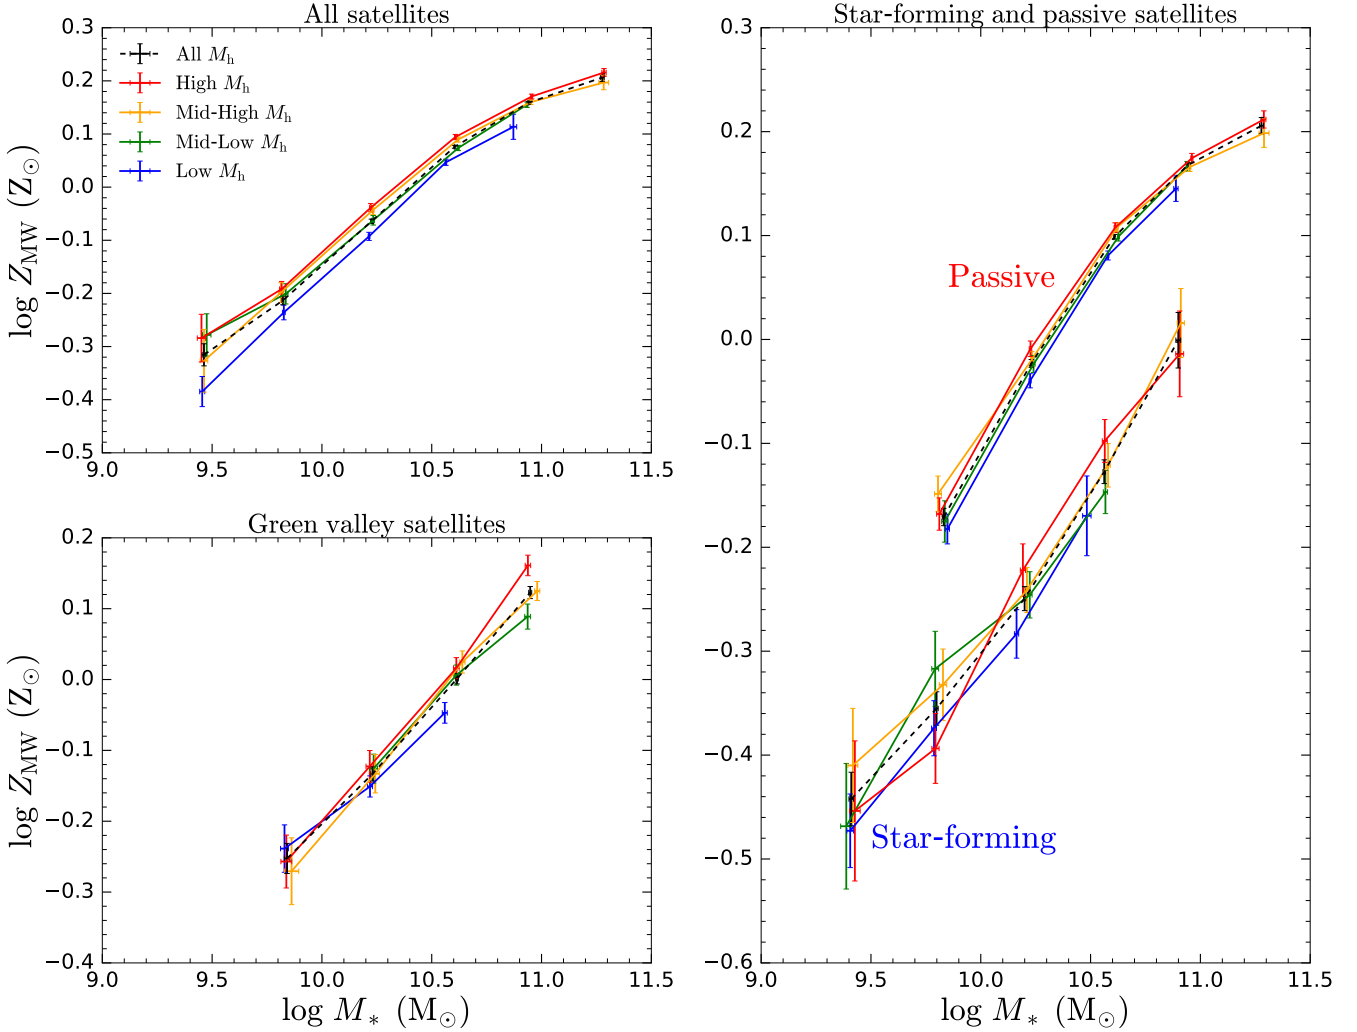 All satellites
0.3
0.2
0.1
0.0
−0.1
−0.2
−0.3
−0.4
−0.5
log Z_MW (Z_⊙)
All M_h
High M_h
Mid-High M_h
Mid-Low M_h
Low M_h
9.0 9.5 10.0 10.5 11.0 11.5
Green valley satellites
0.2
0.1
0.0
−0.1
−0.2
−0.3
−0.4
log Z_MW (Z_⊙)
9.0 9.5 10.0 10.5 11.0 11.5
log M_* (M_⊙)
Star-forming and passive satellites
0.3
0.2
0.1
0.0
−0.1
−0.2
−0.3
−0.4
−0.5
−0.6
Passive
Star-forming
9.0 9.5 10.0 10.5 11.0 11.5
log M_* (M_⊙)